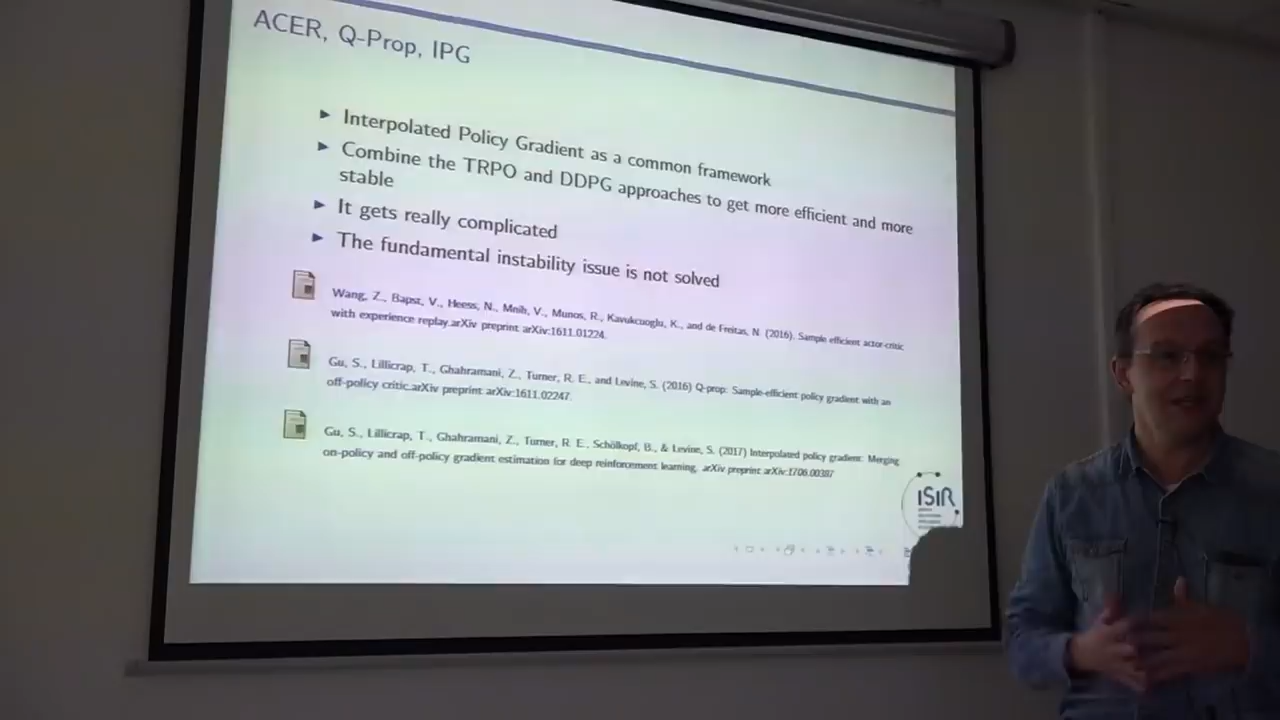 ACER, Q-Prop, IPG
Interpolated Policy Gradient as a common framework
Combine the TRPO and DDPG approaches to get more efficient and more
stable
It gets really complicated
The fundamental instability issue is not solved
Wang, Z., Bapst, V., Heess, N., Mnih, V., Munos, R., Kavukcuoglu, K., and de Freitas, N. (2016). Sample efficient actor-critic
with experience replay.arXiv preprint arXiv:1611.01224.
Gu, S., Lillicrap, T., Ghahramani, Z., Turner, R. E., and Levine, S. (2016) Q-prop: Sample-efficient policy gradient with an
off-policy critic.arXiv preprint arXiv:1611.02247.
Gu, S., Lillicrap, T., Ghahramani, Z., Turner, R. E., Schölkopf, B., & Levine, S. (2017) Interpolated policy gradient: Merging
on-policy and off-policy gradient estimation for deep reinforcement learning. arXiv preprint arXiv:1706.00387
ISIR